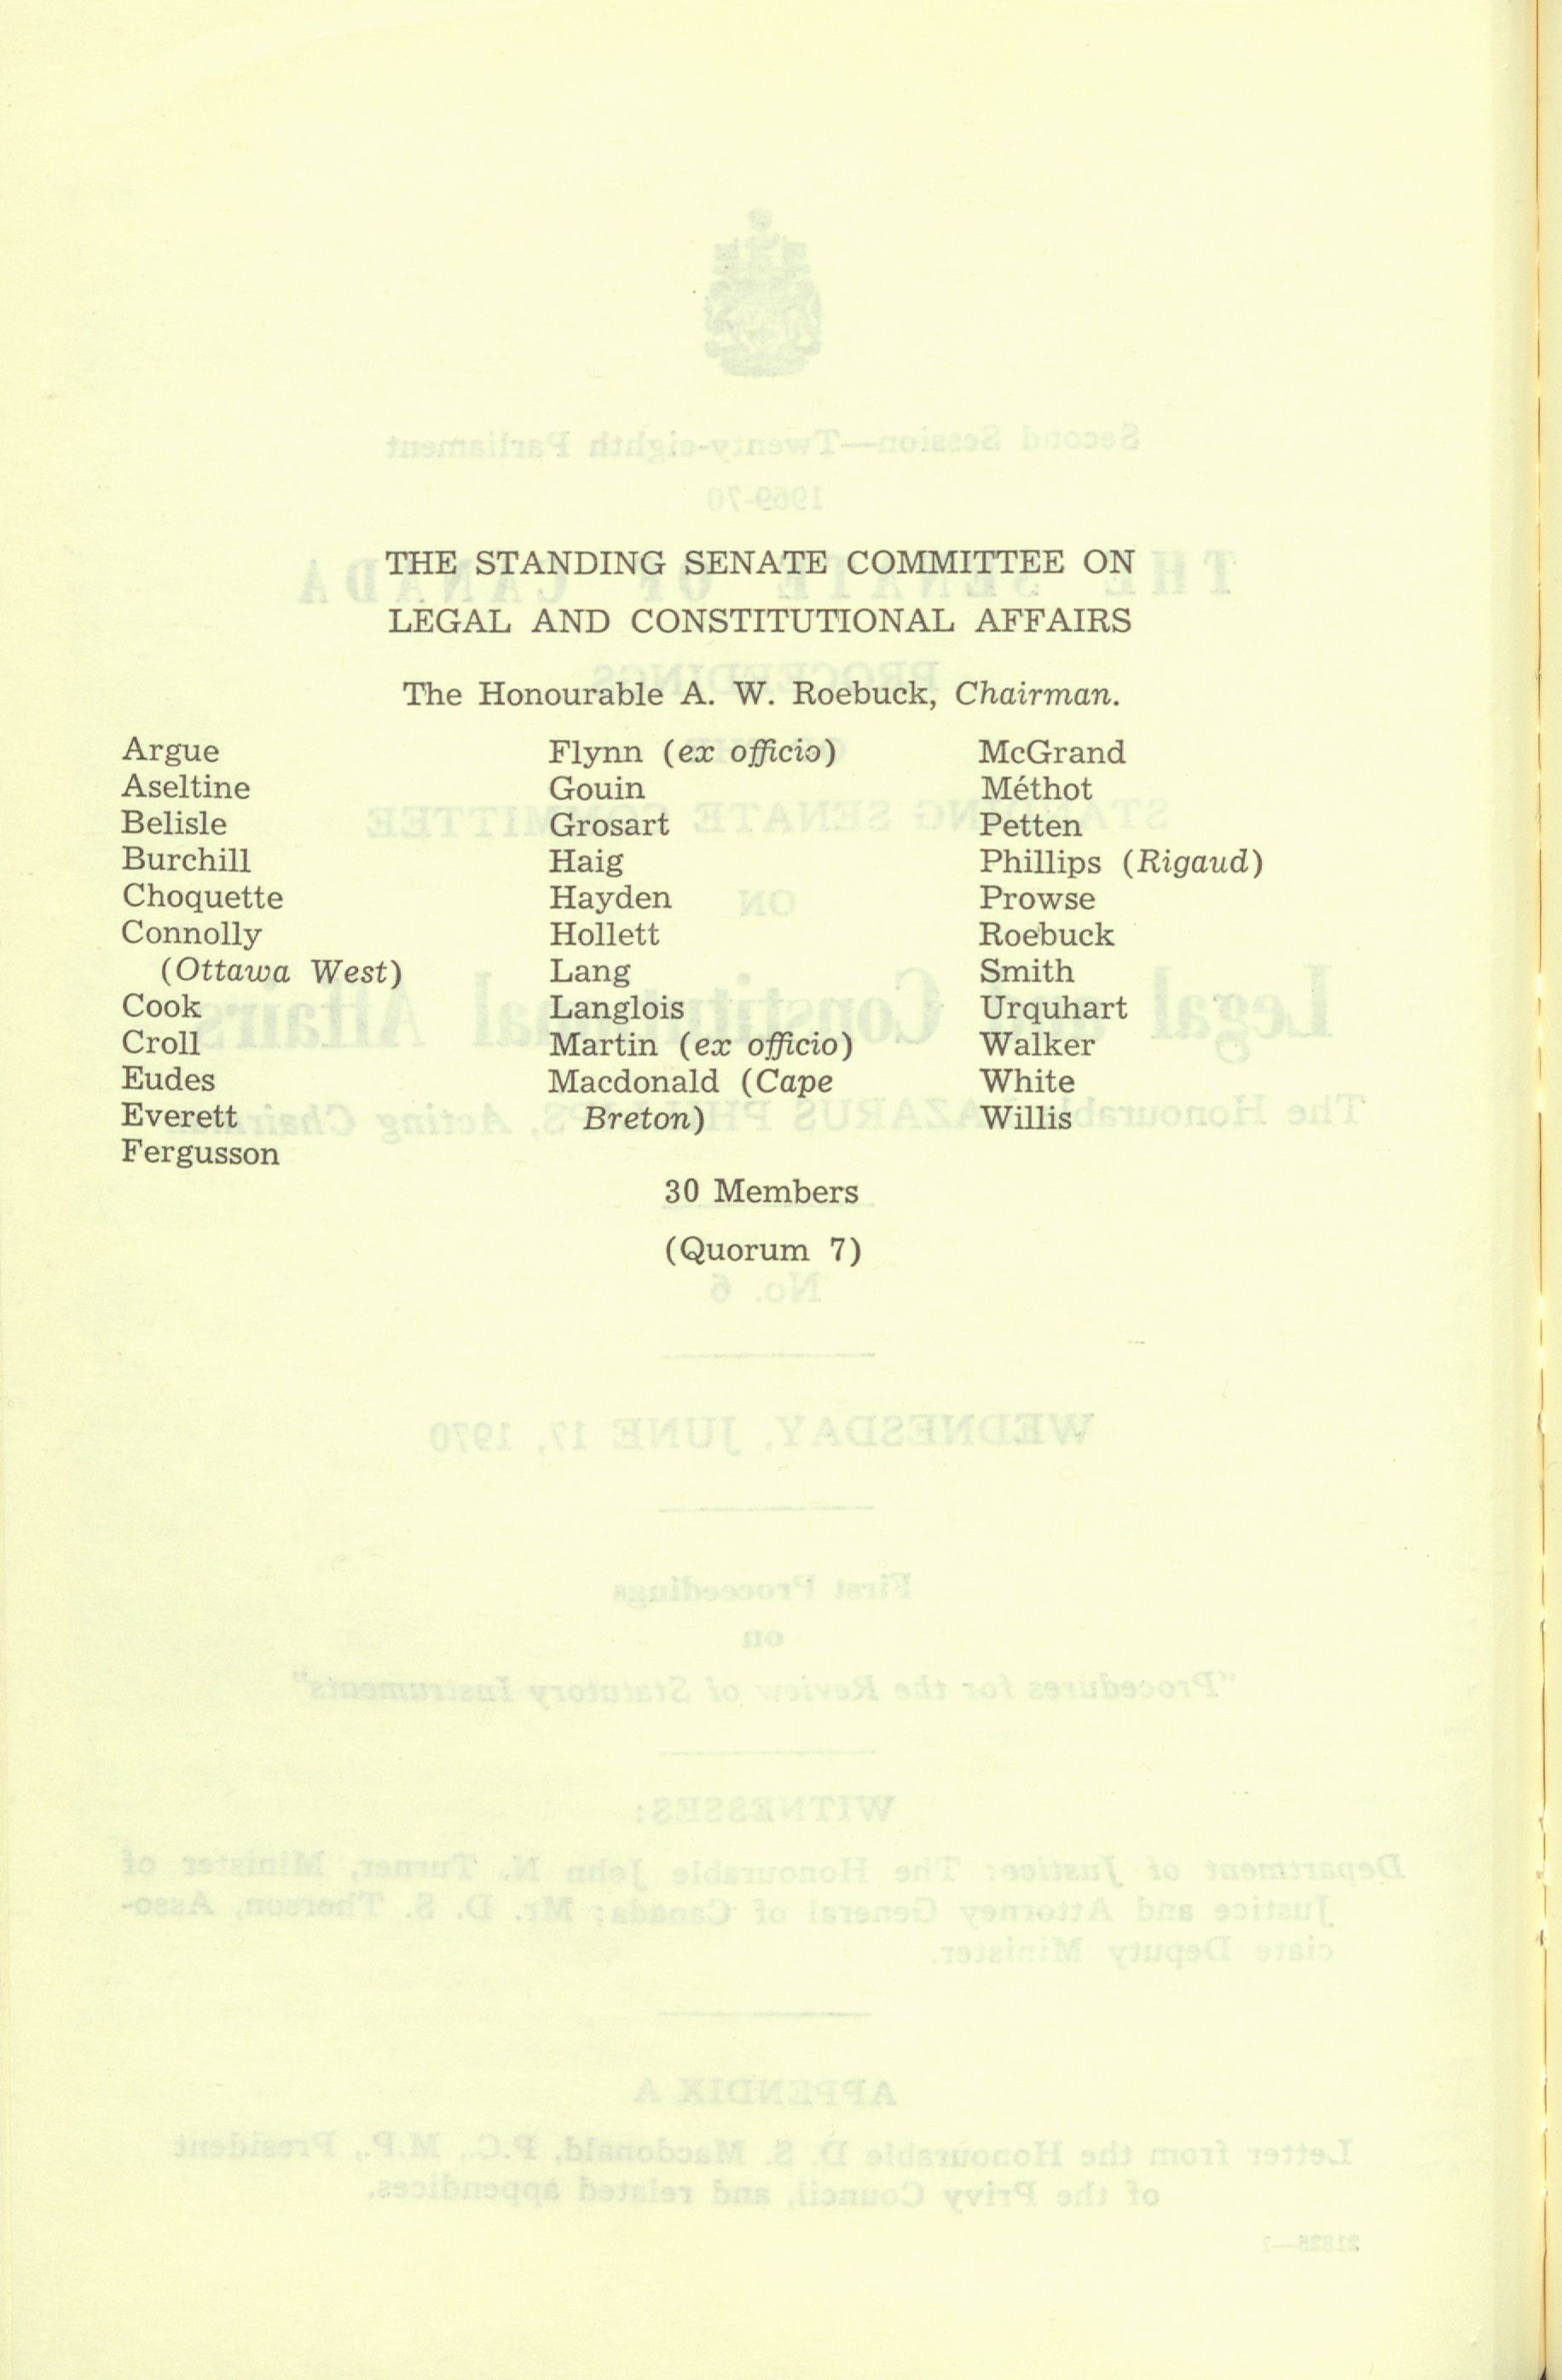 THE STANDING SENATE COMMITTEE ON
LEGAL AND CONSTITUTIONAL AFFAIRS
The Honourable A. W. Roebuck, Chairman.
Argue
Aseltine
Belisle
Burchill
Choquette
Connolly
(Ottawa West)
Cook
Croll
Eudes
Everett
Fergusson
Flynn (ex officio)
Gouin
Grosart
Haig
Hayden
Hollett
Lang
Langlois
Martin (ex officio)
Macdonald (Cape
Breton)
McGrand
Méthot
Petten
Phillips (Rigaud)
Prowse
Roebuck
Smith
Urquhart
Walker
White
Willis
30 Members
(Quorum 7)